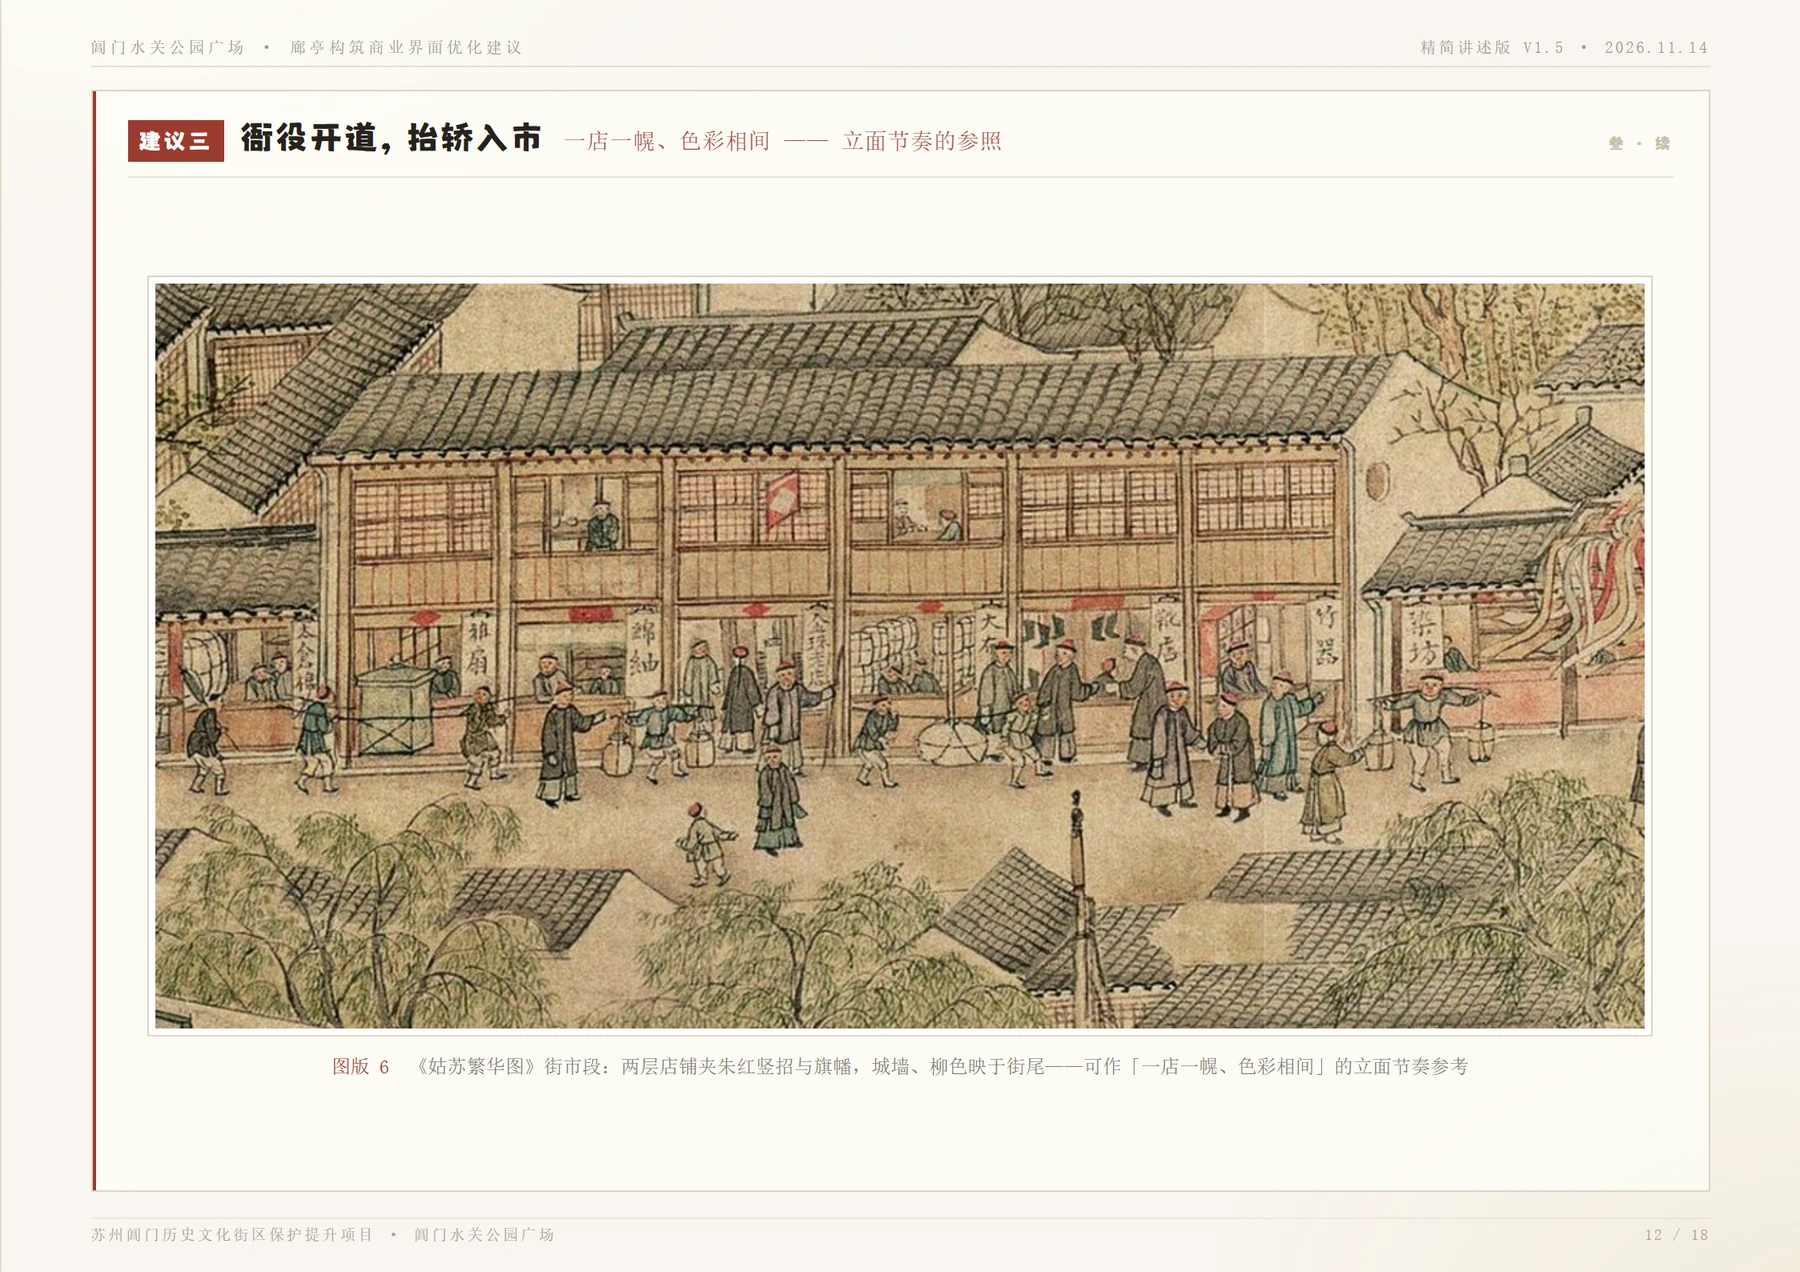 阊门水关公园广场 • 廊亭构筑商业界面优化建议
精简讲述版 V1.5 • 2026.11.14
建议三 衙役开道，抬轿入市 一店一幌、色彩相间 —— 立面节奏的参照
叁 · 续
雅扇
绵紬
大布
靴店
竹器
染坊
图版 6 《姑苏繁华图》街市段：两层店铺夹朱红竖招与旗幡，城墙、柳色映于街尾——可作「一店一幌、色彩相间」的立面节奏参考
苏州阊门历史文化街区保护提升项目 • 阊门水关公园广场
12 / 18